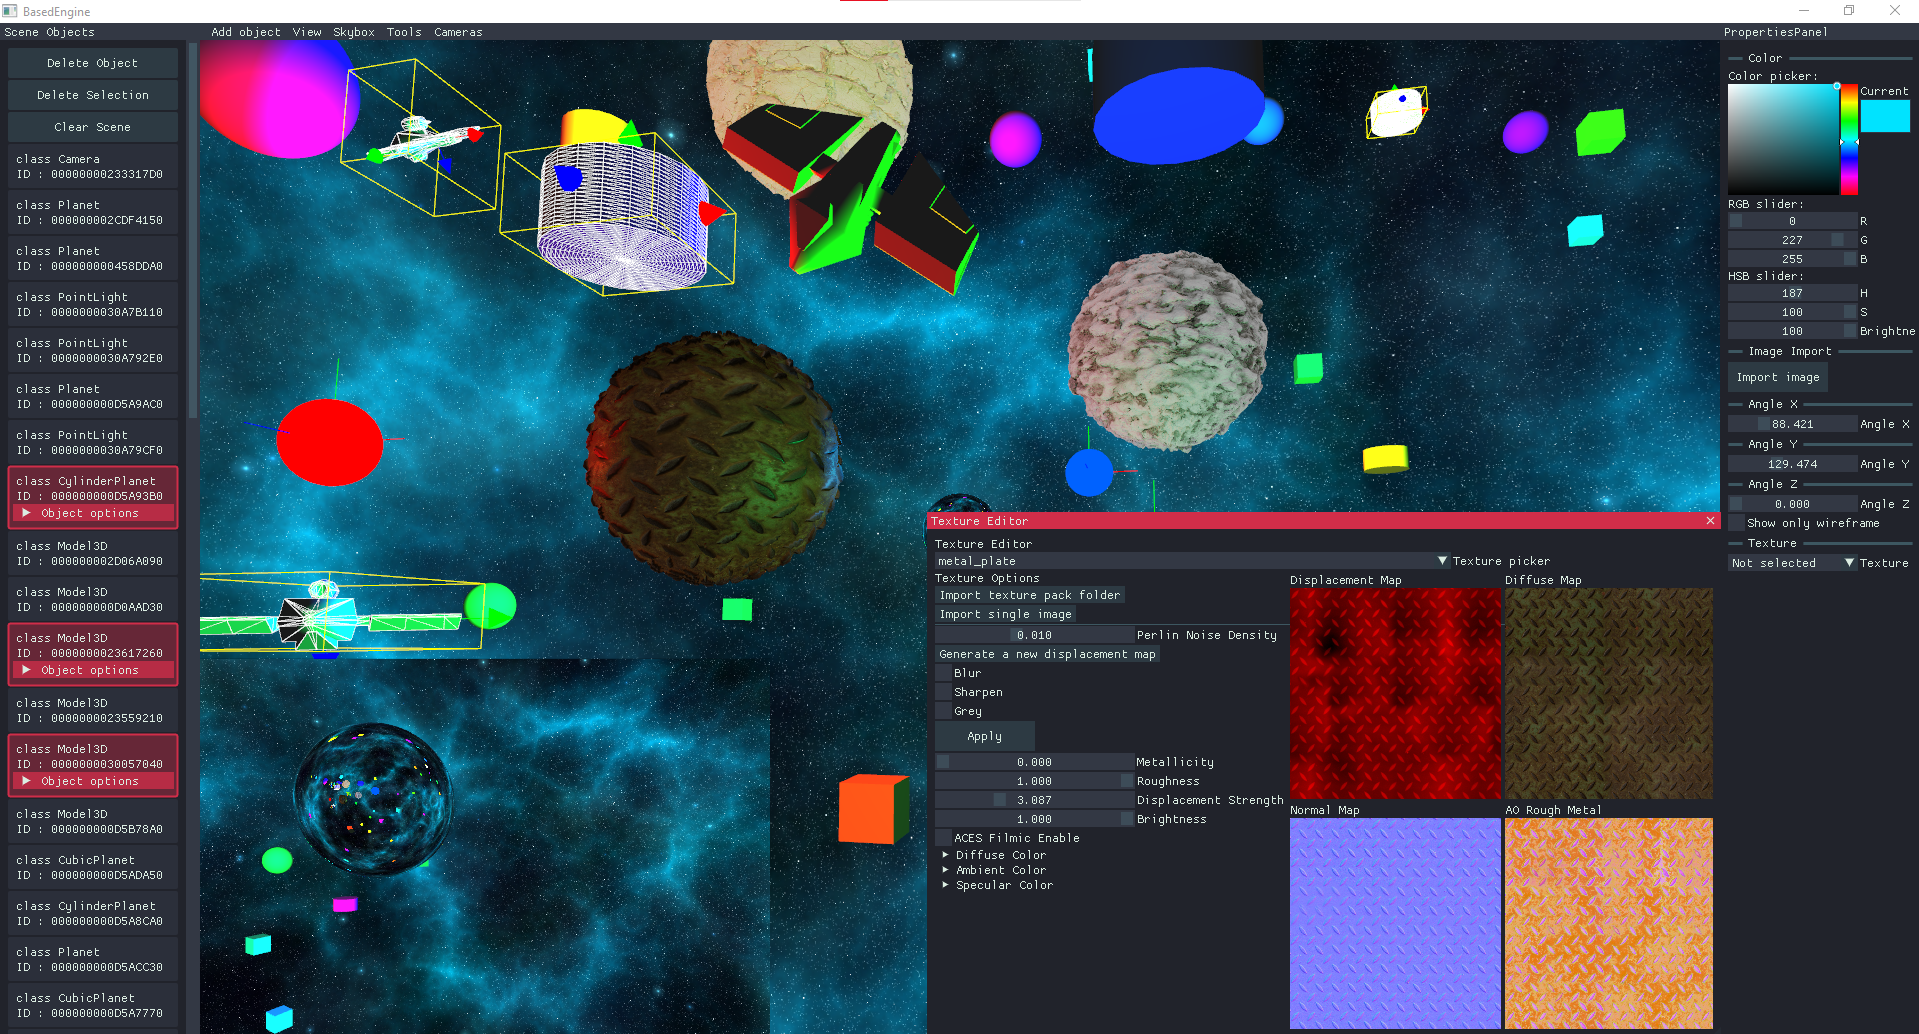 BasedEngine
Scene Objects
Add object View Skybox Tools Cameras
PropertiesPanel
Delete Object
Delete Selection
Clear Scene
class Camera
ID : 00000000233317D0
class Planet
ID : 000000002CDF4150
class Planet
ID : 000000000458DDA0
class PointLight
ID : 0000000030A7B110
class PointLight
ID : 0000000030A792E0
class Planet
ID : 000000000D5A9AC0
class PointLight
ID : 0000000030A79CF0
class CylinderPlanet
ID : 000000000D5A93B0
Object options
class Model3D
ID : 000000002D06A090
class Model3D
ID : 000000000D0AAD30
class Model3D
ID : 0000000023617260
Object options
class Model3D
ID : 0000000023559210
class Model3D
ID : 0000000030057040
Object options
class Model3D
ID : 000000000D5B78A0
class CubicPlanet
ID : 000000000D5ADA50
class CylinderPlanet
ID : 000000000D5A8CA0
class Planet
ID : 000000000D5ACC30
class CubicPlanet
ID : 000000000D5A7770
Color
Color picker:
Current
RGB slider:
0 R
227 G
255 B
HSB slider:
187 H
100 S
100 Brightne
Image Import
Import image
Angle X
88.421 Angle X
Angle Y
129.474 Angle Y
Angle Z
0.000 Angle Z
Show only wireframe
Texture
Not selected Texture
Texture Editor
Texture Editor
metal_plate Texture picker
Texture Options
Import texture pack folder
Import single image
0.010 Perlin Noise Density
Generate a new displacement map
Blur
Sharpen
Grey
Apply
0.000 Metallicity
1.000 Roughness
3.087 Displacement Strength
1.000 Brightness
ACES Filmic Enable
Diffuse Color
Ambient Color
Specular Color
Displacement Map
Diffuse Map
Normal Map
AO Rough Metal